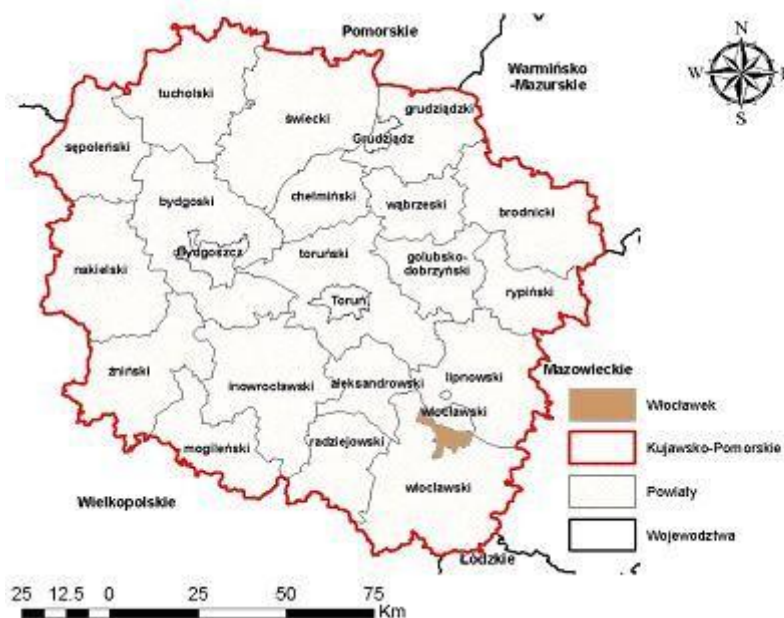 Pomorskie
N
Warmińsko
-Mazurskie
W
E
S
tucholski
grudziądzki
świecki
Grudziądz
sępoleński
chełmiński
bydgoski
wąbrzeski
brodnicki
Bydgoszcz
toruński
golubsko-
dobrzyński
nakielski
rypiński
Toruń
Mazowieckie
żniński
inowrocławski
aleksandrowski
lipnowski
włocławski
Włocławek
mogileński
radziejowski
Kujawsko-Pomorskie
włocławski
Powiaty
Wielkopolskie
Województwa
Łódzkie
25 12.5 0 25 50 75
Km